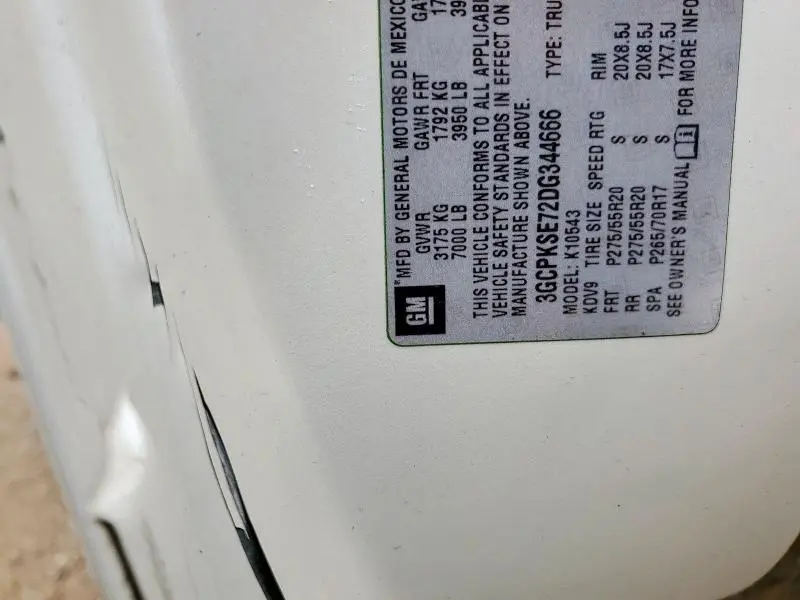 GM
*MFD BY GENERAL MOTORS DE MEXICO
GVWR GAWR FRT
3175 KG 1792 KG
7000 LB 3950 LB
THIS VEHICLE CONFORMS TO ALL
VEHICLE SAFETY STANDARDS IN EFFECT ON
MANUFACTURE SHOWN ABOVE.
3GCPKSE72DG344666
MODEL: K10543 TYPE:
KDV9 TIRE SIZE SPEED RTG RIM
FRT P275/55R20 S 20X8.5J
RR P275/55R20 S 20X8.5J
SPA P265/70R17 S 17X7.5J
SEE OWNER'S MANUAL FOR MORE